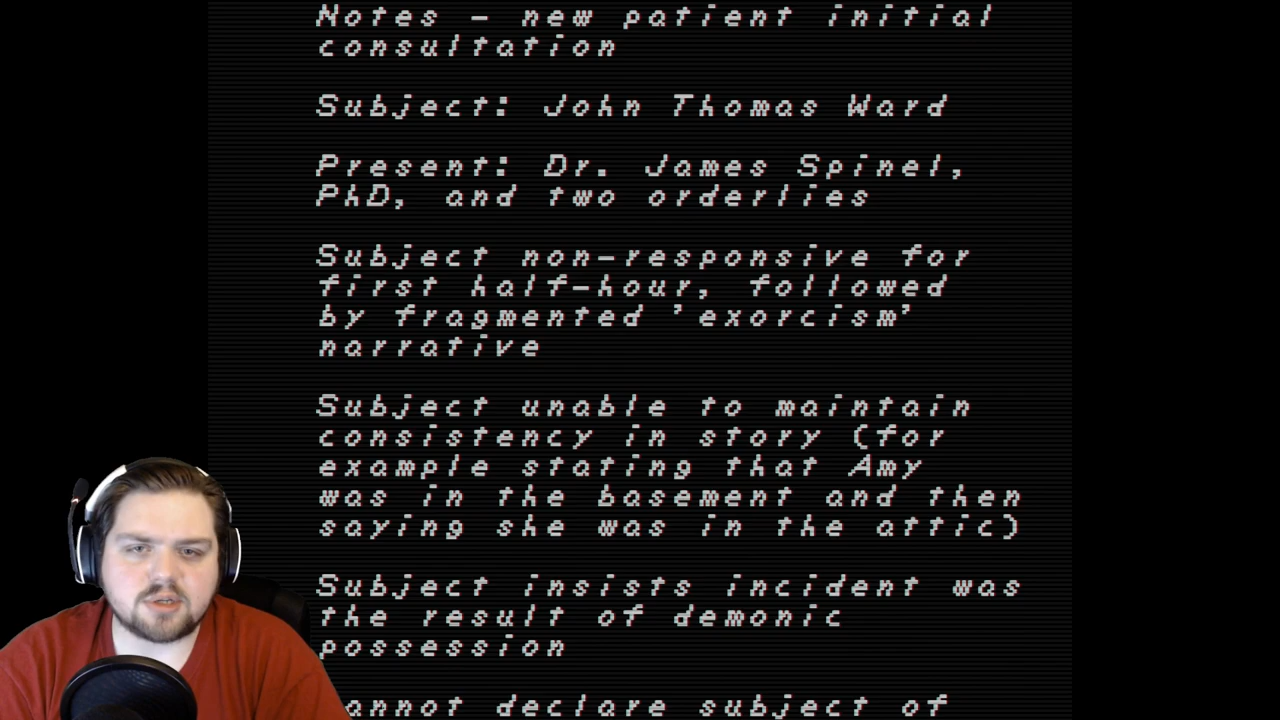 Notes - new patient initial
consultation
Subject: John Thomas Ward
Present: Dr. James Spinel,
PhD, and two orderlies
Subject non-responsive for
first half-hour, followed
by fragmented 'exorcism'
narrative
Subject unable to maintain
consistency in story (for
example stating that Amy
was in the basement and then
saying she was in the attic)
Subject insists incident was
the result of demonic
possession
annot declare subject of